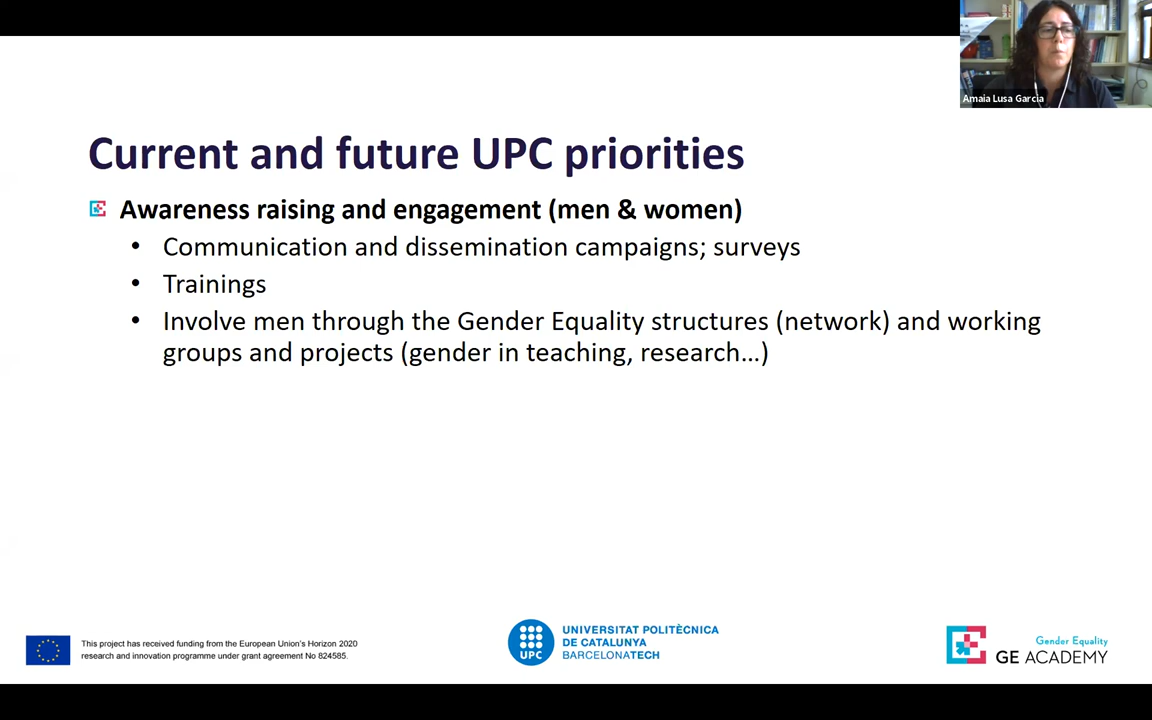 Amaia Lusa Garcia
Current and future UPC priorities
Awareness raising and engagement (men & women)
• Communication and dissemination campaigns; surveys
• Trainings
• Involve men through the Gender Equality structures (network) and working
groups and projects (gender in teaching, research…)
This project has received funding from the European Union's Horizon 2020
research and innovation programme under grant agreement No 824585.
UPC
UNIVERSITAT POLITÈCNICA
DE CATALUNYA
BARCELONATECH
Gender Equality
GE ACADEMY